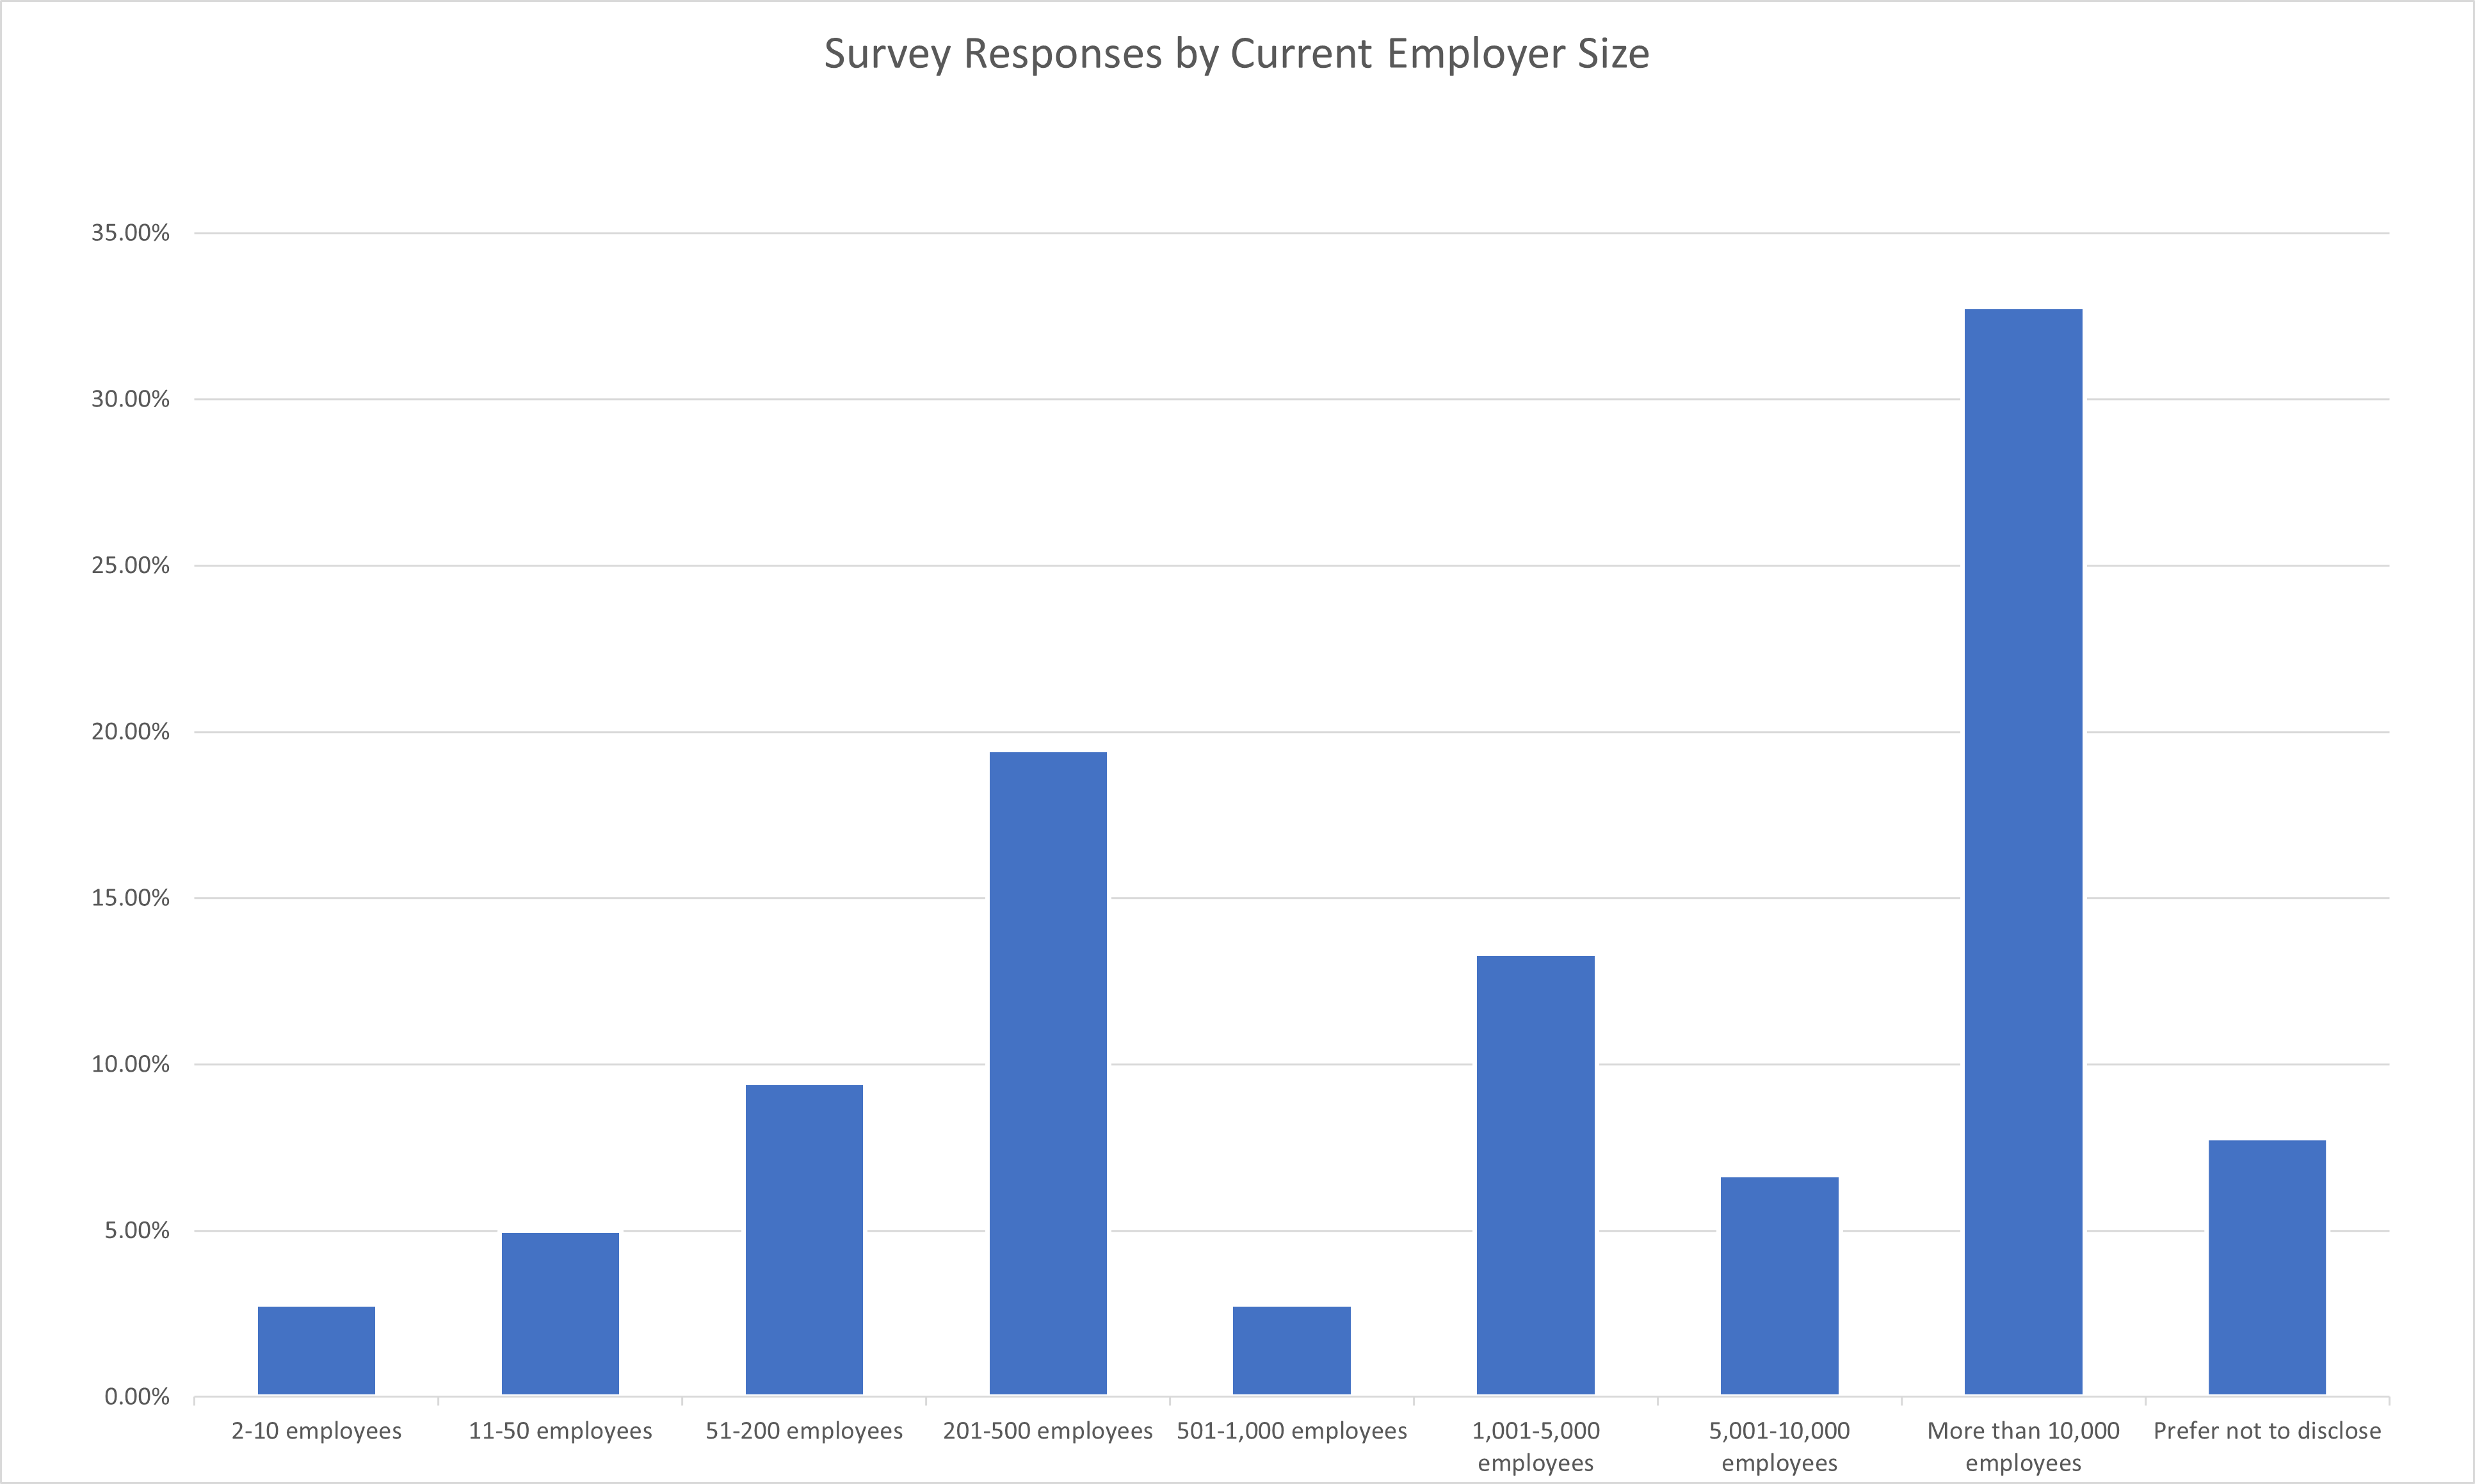 Survey Responses by Current Employer Size
35.00%
30.00%
25.00%
20.00%
15.00%
10.00%
5.00%
0.00%
2-10 employees
11-50 employees
51-200 employees
201-500 employees
501-1,000 employees
1,001-5,000
employees
5,001-10,000
employees
More than 10,000
employees
Prefer not to disclose